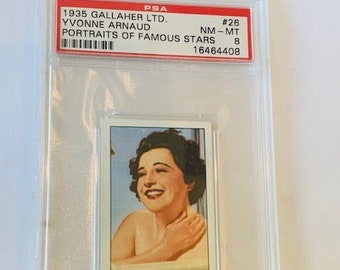 PSA
1935 GALLAHER LTD. #26
YVONNE ARNAUD NM - MT
PORTRAITS OF FAMOUS STARS 8
16464408